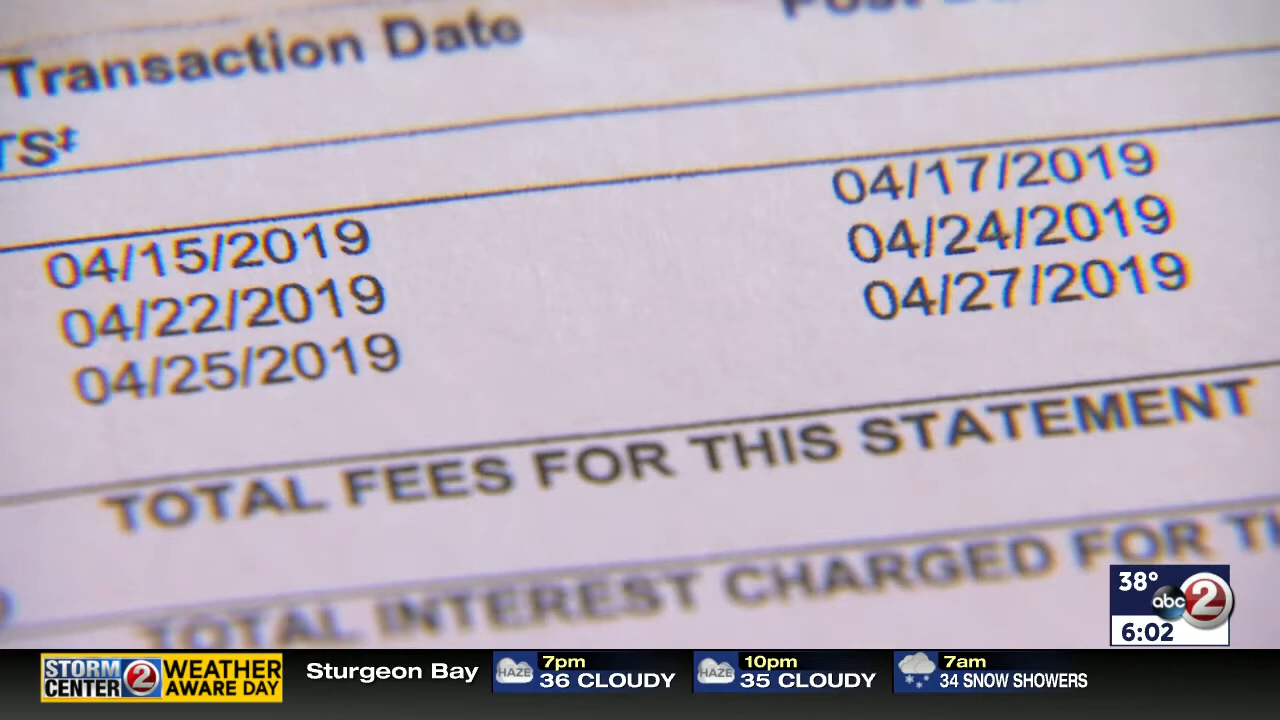 Transaction Date
TS‡
04/15/2019 04/17/2019
04/22/2019 04/24/2019
04/25/2019 04/27/2019
TOTAL FEES FOR THIS STATEMENT
TOTAL INTEREST CHARGED FOR
38°
abc 2
6:02
STORM CENTER 2 WEATHER AWARE DAY
Sturgeon Bay
HAZE 7pm 36 CLOUDY
HAZE 10pm 35 CLOUDY
7am 34 SNOW SHOWERS